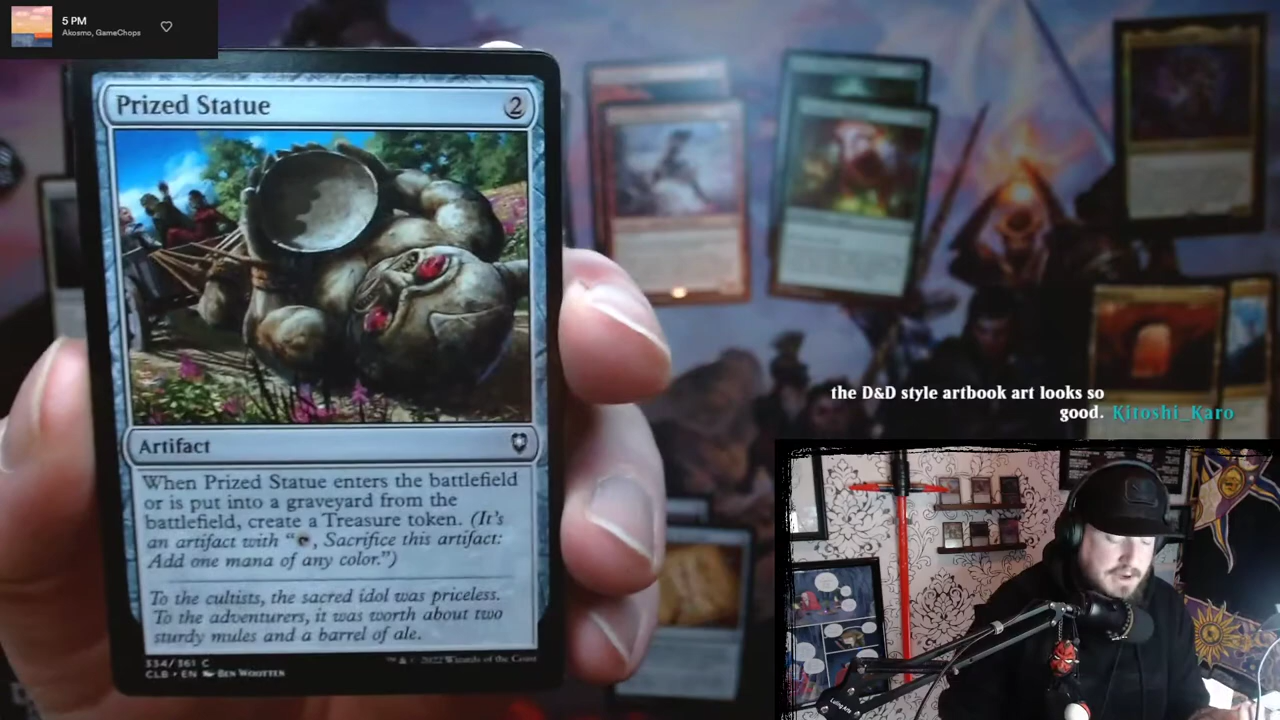 5 PM
Akosmo, GameChops
Prized Statue
2
the D&D style artbook art looks so
good. Kitoshi_Karo
Artifact
When Prized Statue enters the battlefield
or is put into a graveyard from the
battlefield, create a Treasure token. (It's
an artifact with “ , Sacrifice this artifact:
Add one mana of any color.”)
To the cultists, the sacred idol was priceless.
To the adventurers, it was worth about two
sturdy mules and a barrel of ale.
334/361 C
CLB • EN Ben Wootten
2022 Wizards of the Coast